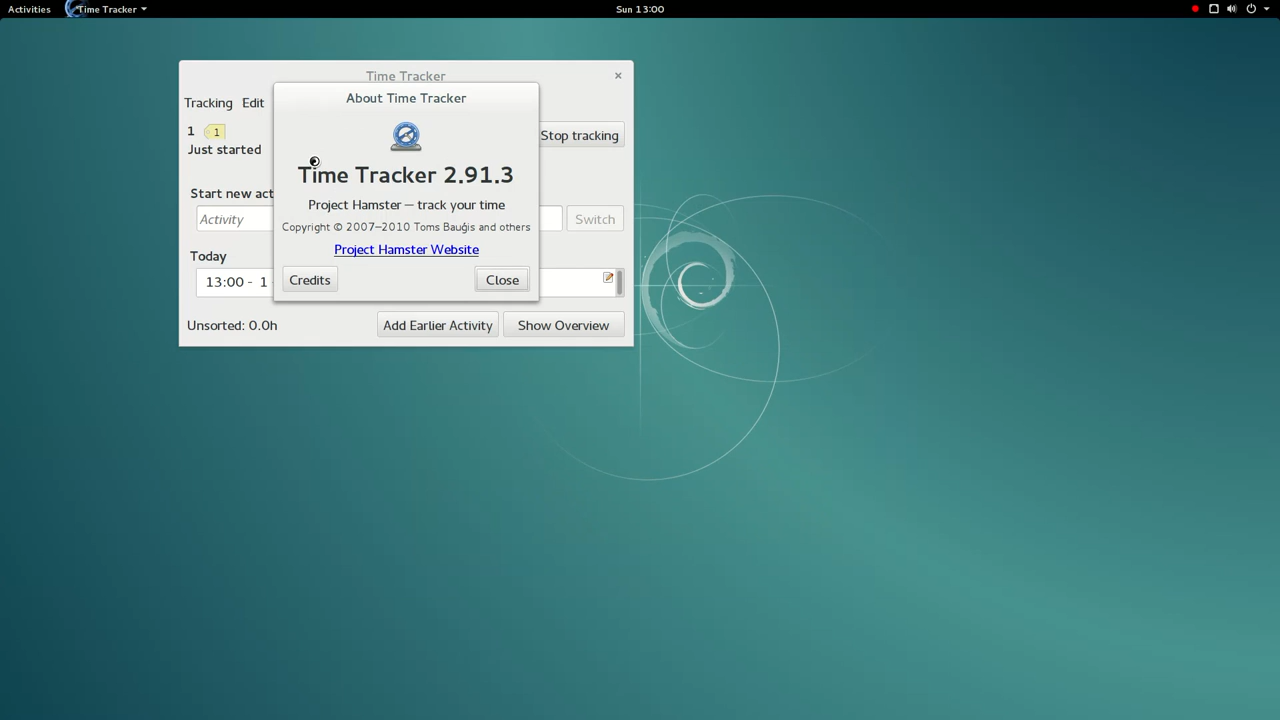 Activities Time Tracker Sun 13:00
Time Tracker ×
Tracking Edit
1 1 Stop tracking
Just started
Start new act
Activity Switch
Today
13:00 - 1
Unsorted: 0.0h Add Earlier Activity Show Overview
About Time Tracker
Time Tracker 2.91.3
Project Hamster — track your time
Copyright © 2007–2010 Toms Bauģis and others
Project Hamster Website
Credits Close